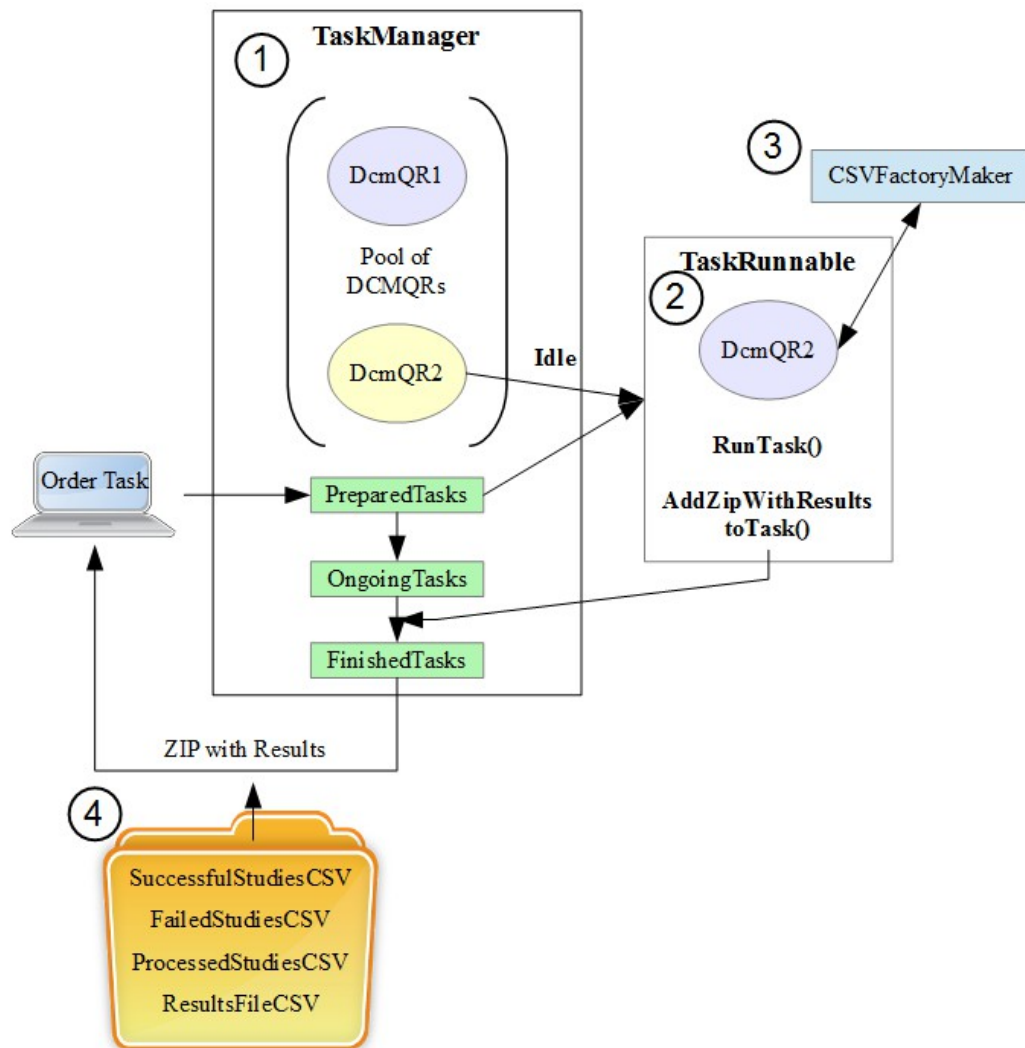 TaskManager
1
DcmQR1
Pool of
DCMQRs
DcmQR2
Idle
3
CSVFactoryMaker
TaskRunnable
2
DcmQR2
RunTask()
AddZipWithResults
toTask()
Order Task
PreparedTasks
OngoingTasks
FinishedTasks
ZIP with Results
4
SuccessfulStudiesCSV
FailedStudiesCSV
ProcessedStudiesCSV
ResultsFileCSV